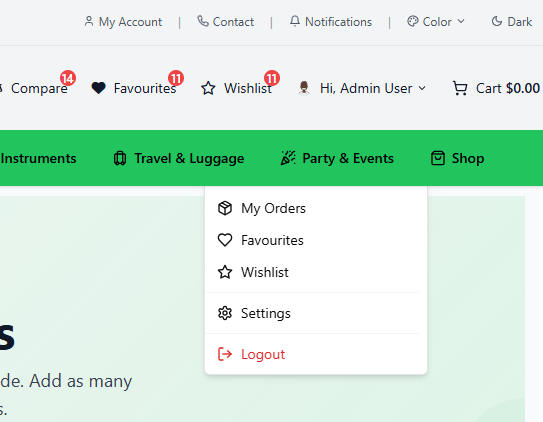 My Account | Contact | Notifications | Color Dark
Compare 14 Favourites 11 Wishlist 11 Hi, Admin User Cart $0.00
Instruments Travel & Luggage Party & Events Shop
My Orders
Favourites
Wishlist
Settings
Logout
s
de. Add as many
s.